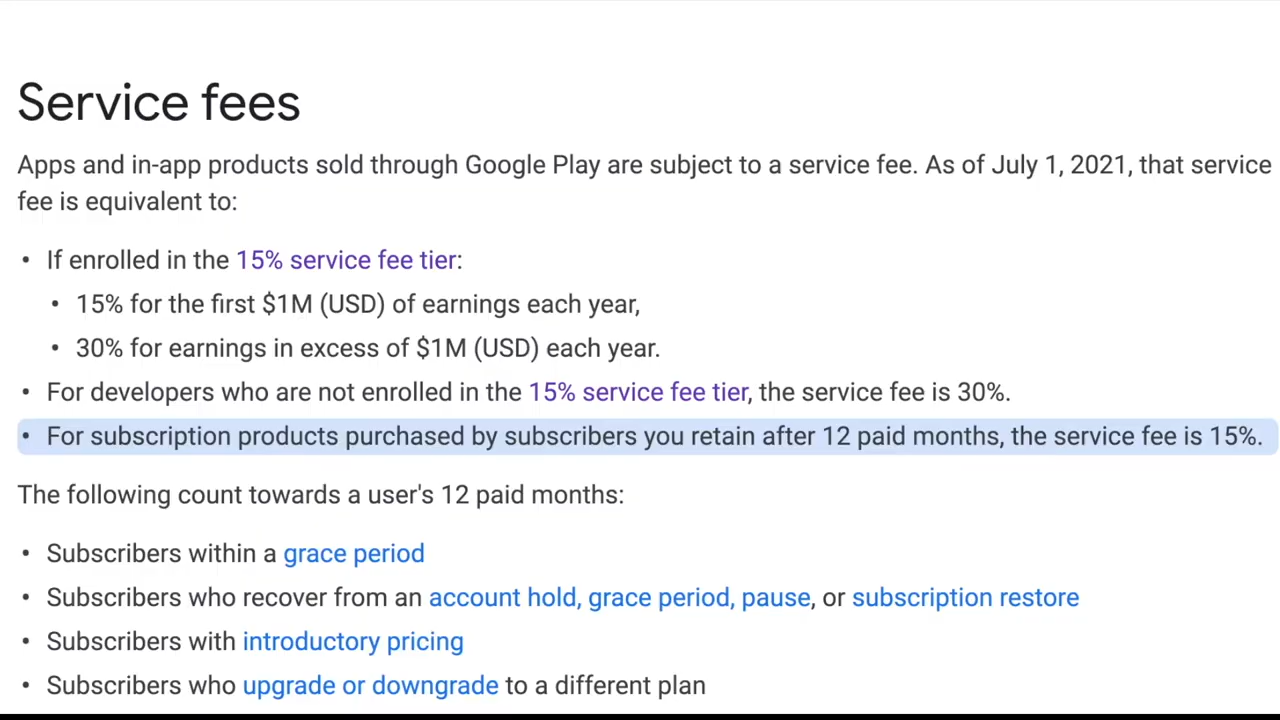 Service fees
Apps and in-app products sold through Google Play are subject to a service fee. As of July 1, 2021, that service
fee is equivalent to:
• If enrolled in the 15% service fee tier:
• 15% for the first $1M (USD) of earnings each year,
• 30% for earnings in excess of $1M (USD) each year.
• For developers who are not enrolled in the 15% service fee tier, the service fee is 30%.
• For subscription products purchased by subscribers you retain after 12 paid months, the service fee is 15%.
The following count towards a user's 12 paid months:
• Subscribers within a grace period
• Subscribers who recover from an account hold, grace period, pause, or subscription restore
• Subscribers with introductory pricing
• Subscribers who upgrade or downgrade to a different plan